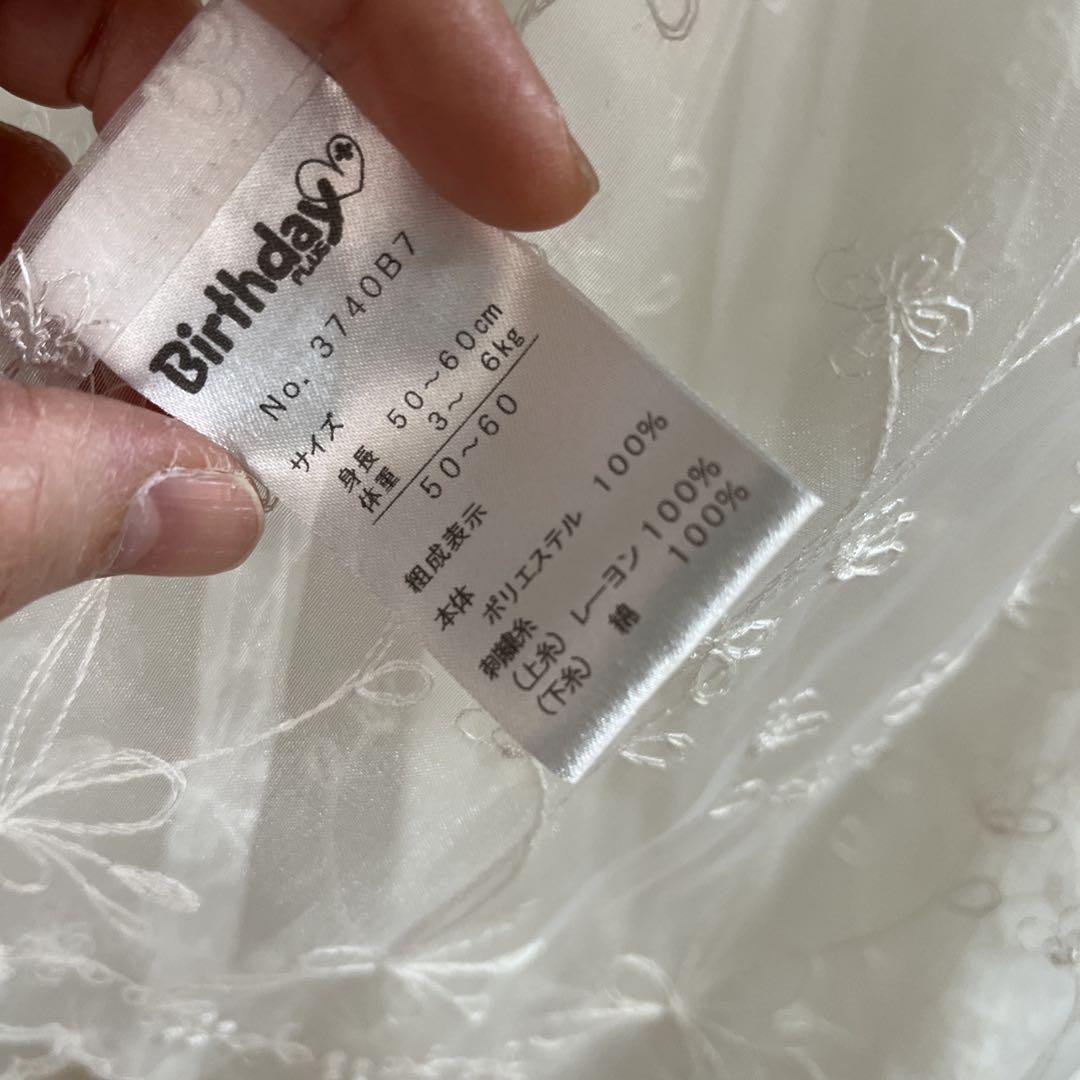 Birthday
PLUS
No. 3740B7
サイズ
身長 50～60cm
体重 3～ 6kg
50～60
組成表示
本体 ポリエステル 100%
刺繍糸
(上糸) レーヨン 100%
(下糸) 綿 100%